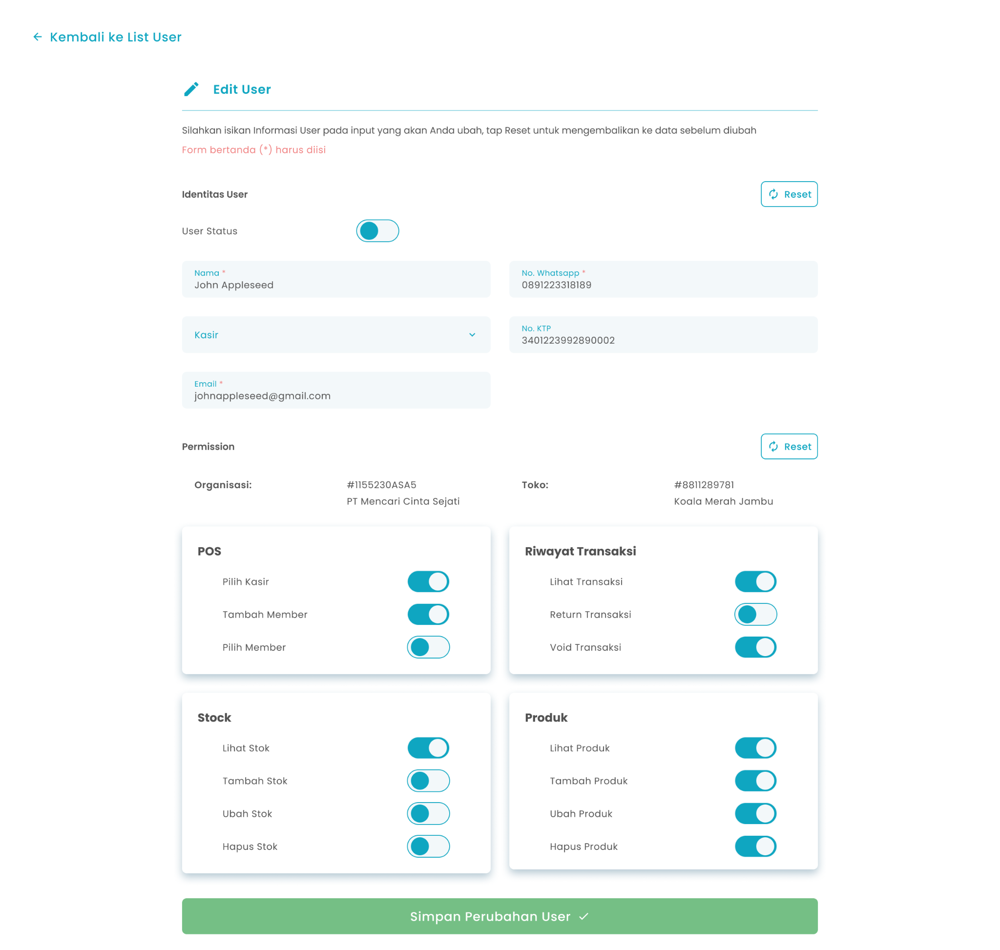 Kembali ke List User
Edit User
Silahkan isikan Informasi User pada input yang akan Anda ubah, tap Reset untuk mengembalikan ke data sebelum diubah
Form bertanda (*) harus diisi
Identitas User
Reset
User Status
Nama *
John Appleseed
No. Whatsapp *
0891223318189
Kasir
No. KTP
3401223992890002
Email *
johnappleseed@gmail.com
Permission
Reset
Organisasi:
#1155230ASA5
PT Mencari Cinta Sejati
Toko:
#8811289781
Koala Merah Jambu
POS
Pilih Kasir
Tambah Member
Pilih Member
Riwayat Transaksi
Lihat Transaksi
Return Transaksi
Void Transaksi
Stock
Lihat Stok
Tambah Stok
Ubah Stok
Hapus Stok
Produk
Lihat Produk
Tambah Produk
Ubah Produk
Hapus Produk
Simpan Perubahan User